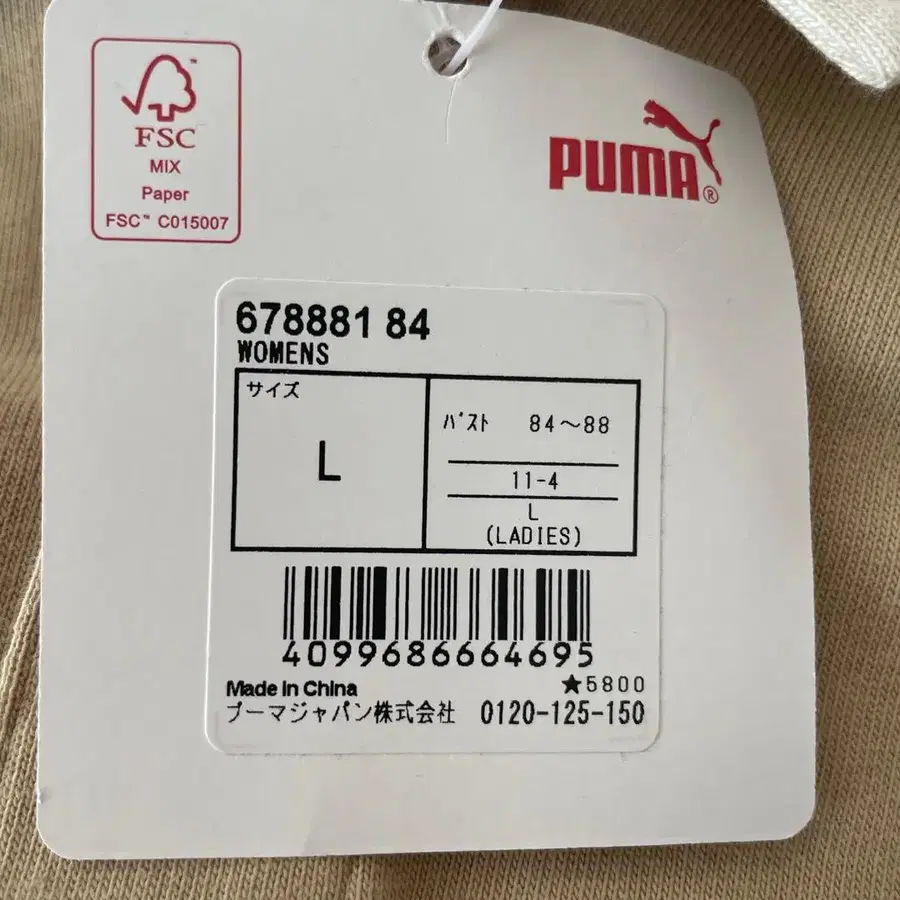 FSC
MIX
Paper
FSC™ C015007
PUMA®
678881 84
WOMENS
サイズ
L
バスト 84〜88
11-4
L
(LADIES)
4099686664695
★5800
Made in China
プーマジャパン株式会社 0120-125-150